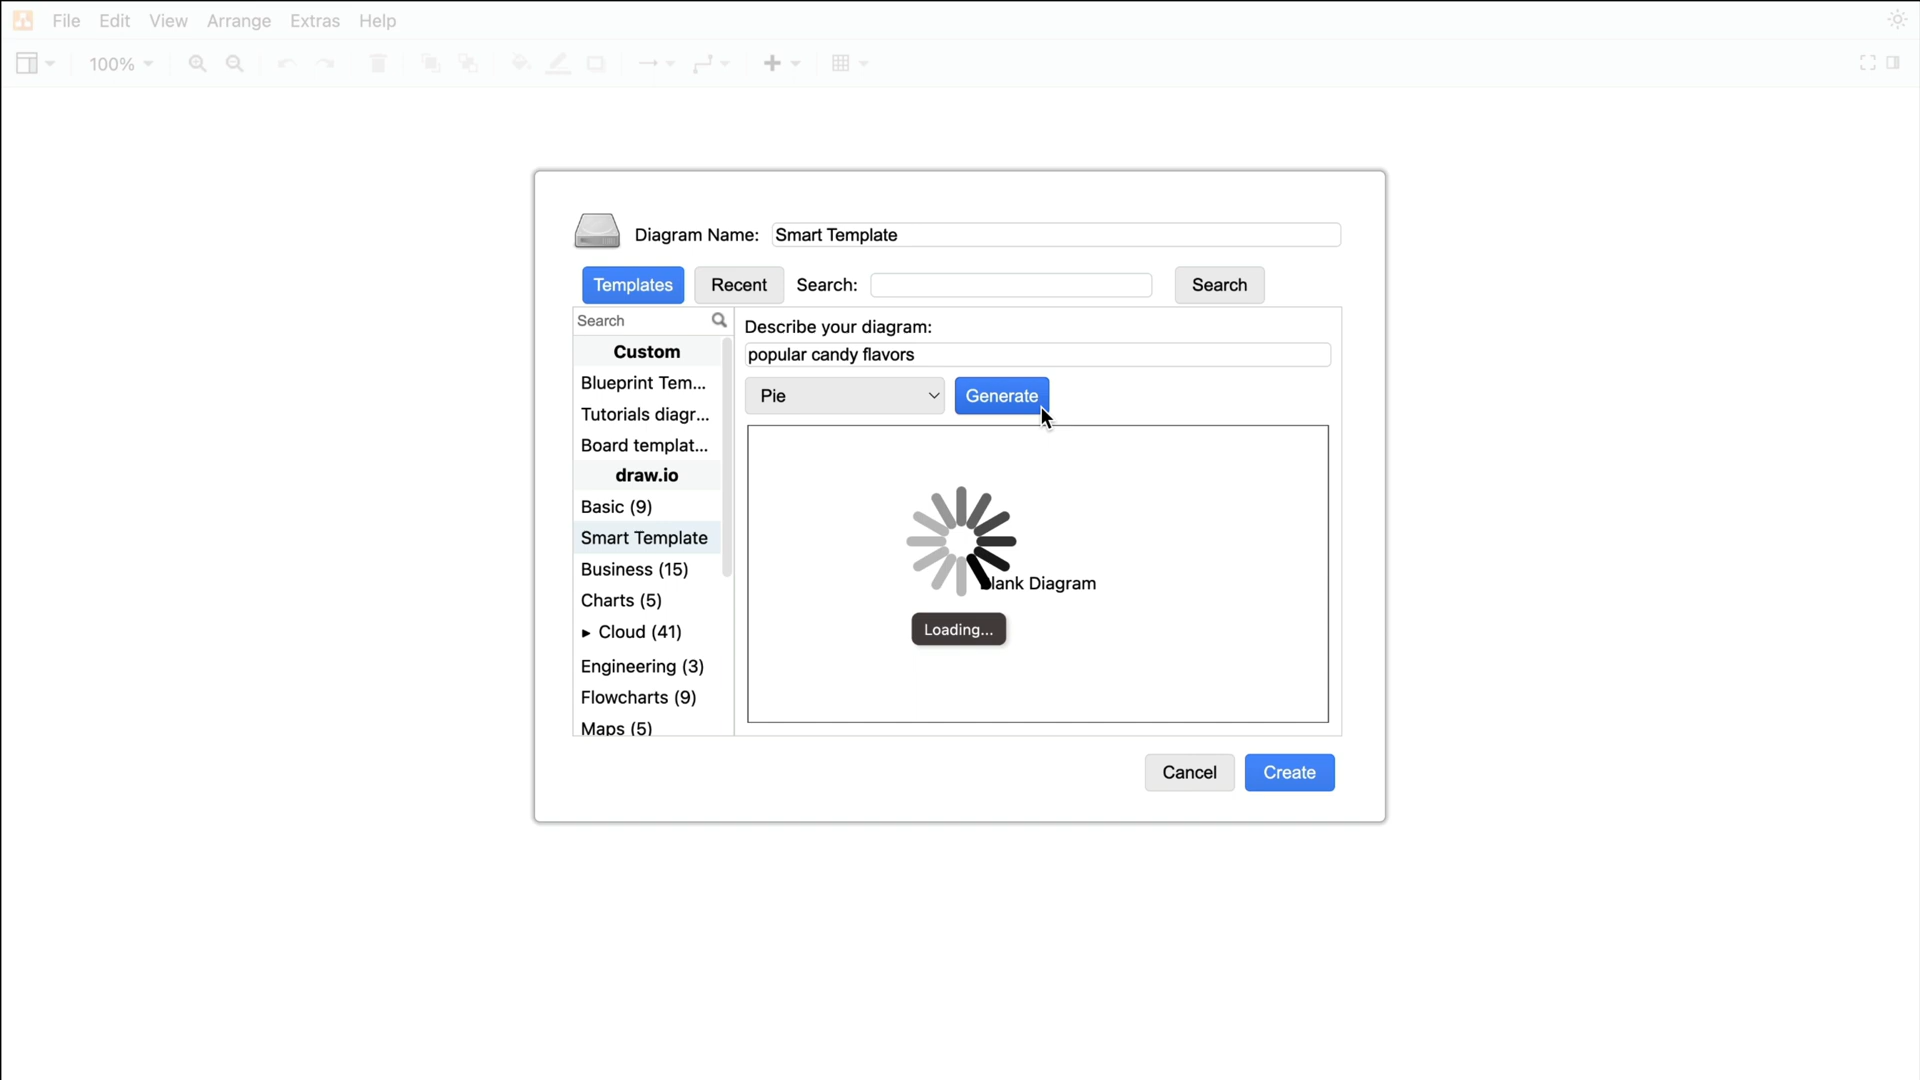 File Edit View Arrange Extras Help
100%
Diagram Name: Smart Template
Templates Recent Search: Search
Search
Custom
Blueprint Tem...
Tutorials diagr...
Board templat...
draw.io
Basic (9)
Smart Template
Business (15)
Charts (5)
Cloud (41)
Engineering (3)
Flowcharts (9)
Maps (5)
Describe your diagram:
popular candy flavors
Pie Generate
Diagram
Loading...
Cancel Create